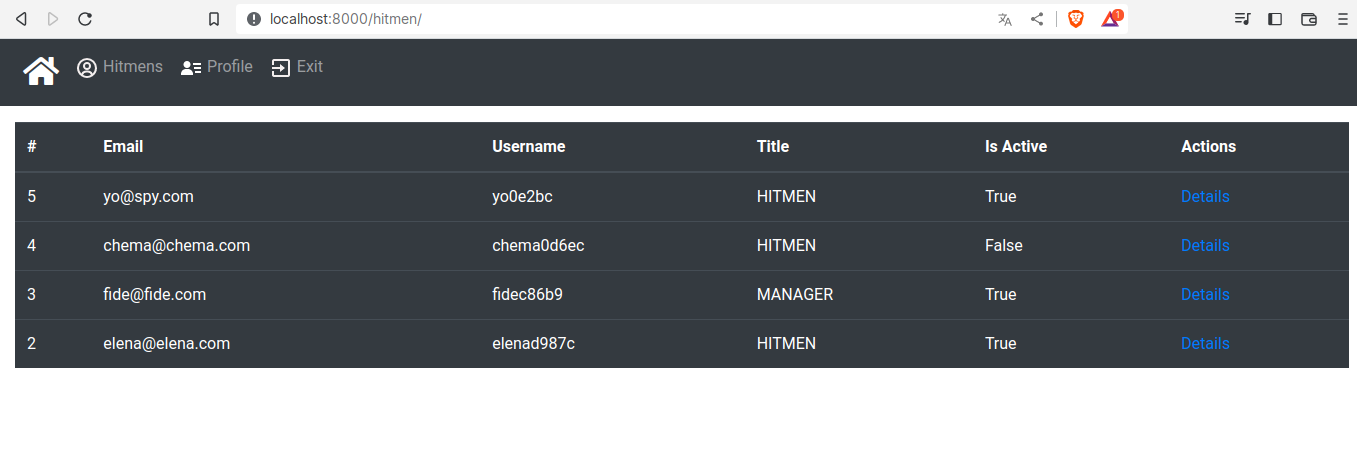 localhost:8000/hitmen/ 1
Hitmens Profile Exit
# Email Username Title Is Active Actions
5 yo@spy.com yo0e2bc HITMEN True Details
4 chema@chema.com chema0d6ec HITMEN False Details
3 fide@fide.com fidec86b9 MANAGER True Details
2 elena@elena.com elenad987c HITMEN True Details